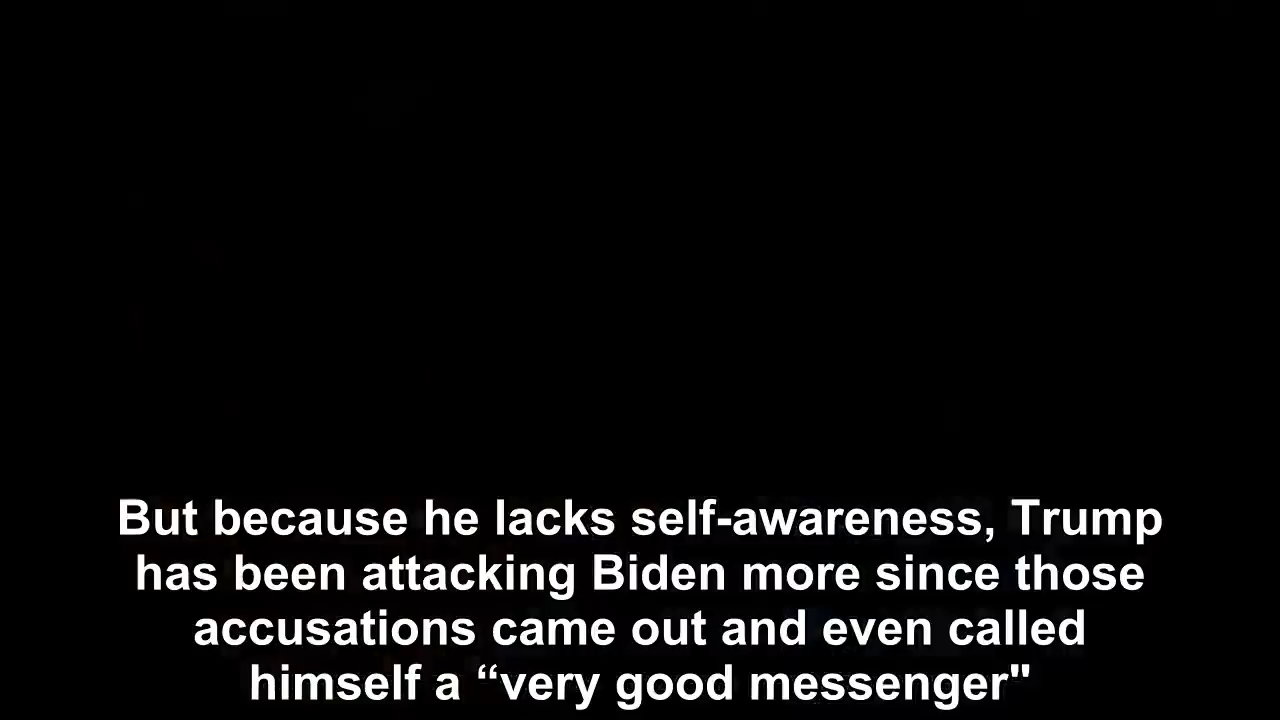 But because he lacks self-awareness, Trump
has been attacking Biden more since those
accusations came out and even called
himself a “very good messenger"